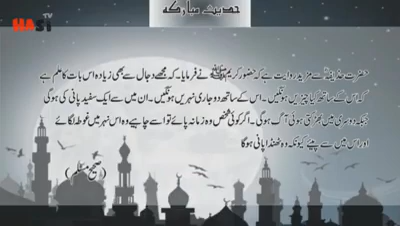 HASI TV
حدیث مبارکہ
"حضرت حذیفہؓ سے مزید روایت ہے کہ حضور کریم ﷺ نے فرمایا۔ کہ مجھے دجال سے بھی زیادہ اس بات کا علم ہے
کہ اس کے ساتھ کیا چیزیں ہونگیں۔ اس کے ساتھ دو جاری نہریں ہونگیں۔ ان میں سے ایک سفید پانی کی ہوگی
جبکہ دوسری میں بھڑکتی ہوئی آگ ہوگی۔ اگر کوئی شخص وہ زمانہ پائے تو اسے چاہیے وہ اس نہر میں غوطہ لگائے
اور اس میں سے پیئے کیونکہ وہ ٹھنڈا پانی ہوگا
(صحیح مسلم)